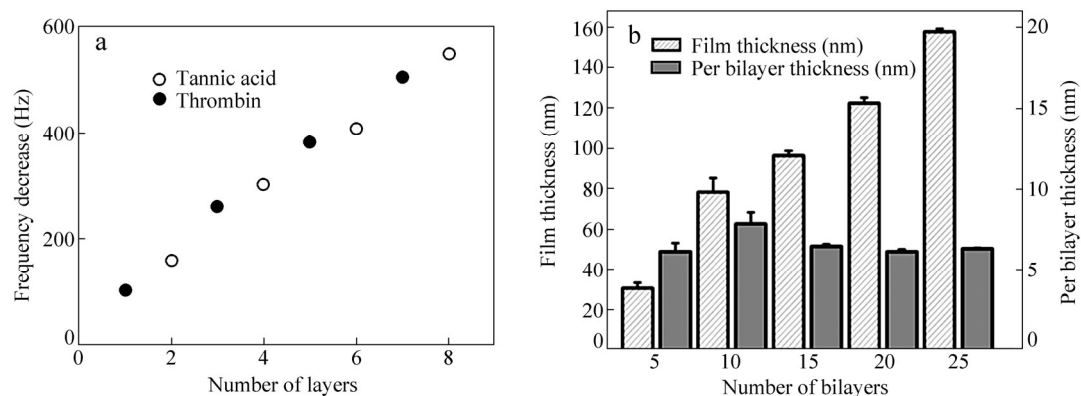 a
600
400
200
0
Frequency decrease (Hz)
Tannic acid
Thrombin
0 2 4 6 8
Number of layers
b
160
140
120
100
80
60
40
20
0
Film thickness (nm)
Film thickness (nm)
Per bilayer thickness (nm)
20
15
10
5
0
Per bilayer thickness (nm)
5 10 15 20 25
Number of bilayers